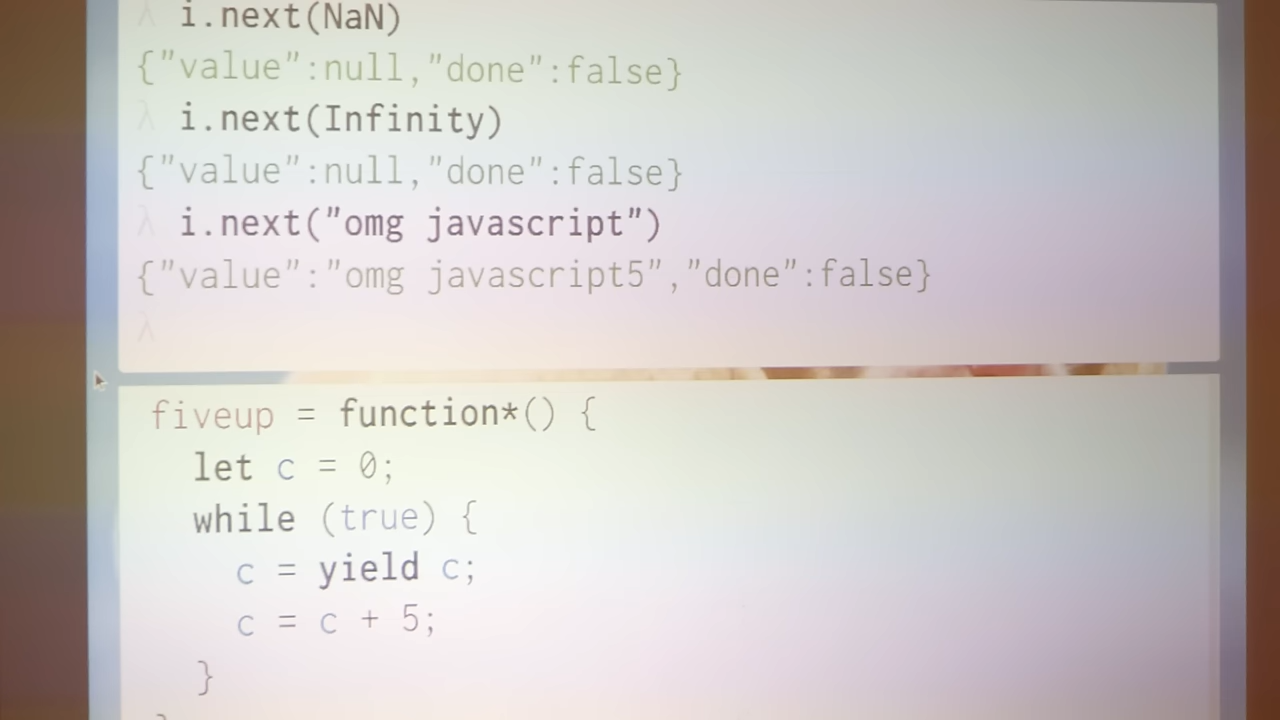 λ i.next(NaN)
{"value":null,"done":false}
λ i.next(Infinity)
{"value":null,"done":false}
λ i.next("omg javascript")
{"value":"omg javascript5","done":false}
λ
fiveup = function*() {
let c = 0;
while (true) {
c = yield c;
c = c + 5;
}
}